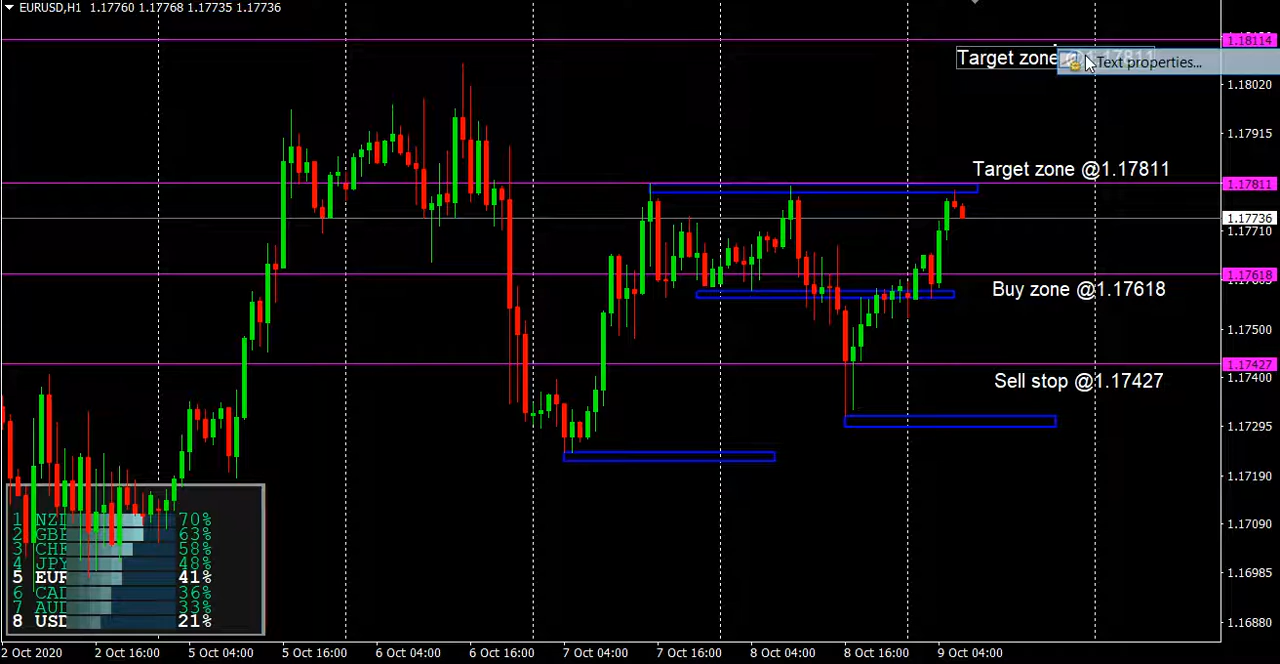 EURUSD,H1 1.17760 1.17768 1.17735 1.17736
1.18114
Target zone @1.17811
Text properties...
1.18020
1.17915
Target zone @1.17811
1.17811
1.17736
1.17710
1.17618
Buy zone @1.17618
1.17500
1.17427
Sell stop @1.17427
1.17400
1.17295
1.17190
1.17090
1.16985
1.16880
1 NZD 70%
2 GBP 63%
3 CHF 58%
4 JPY 48%
5 EUR 41%
6 CAD 36%
7 AUD 33%
8 USD 21%
2 Oct 2020 2 Oct 16:00 5 Oct 04:00 5 Oct 16:00 6 Oct 04:00 6 Oct 16:00 7 Oct 04:00 7 Oct 16:00 8 Oct 04:00 8 Oct 16:00 9 Oct 04:00